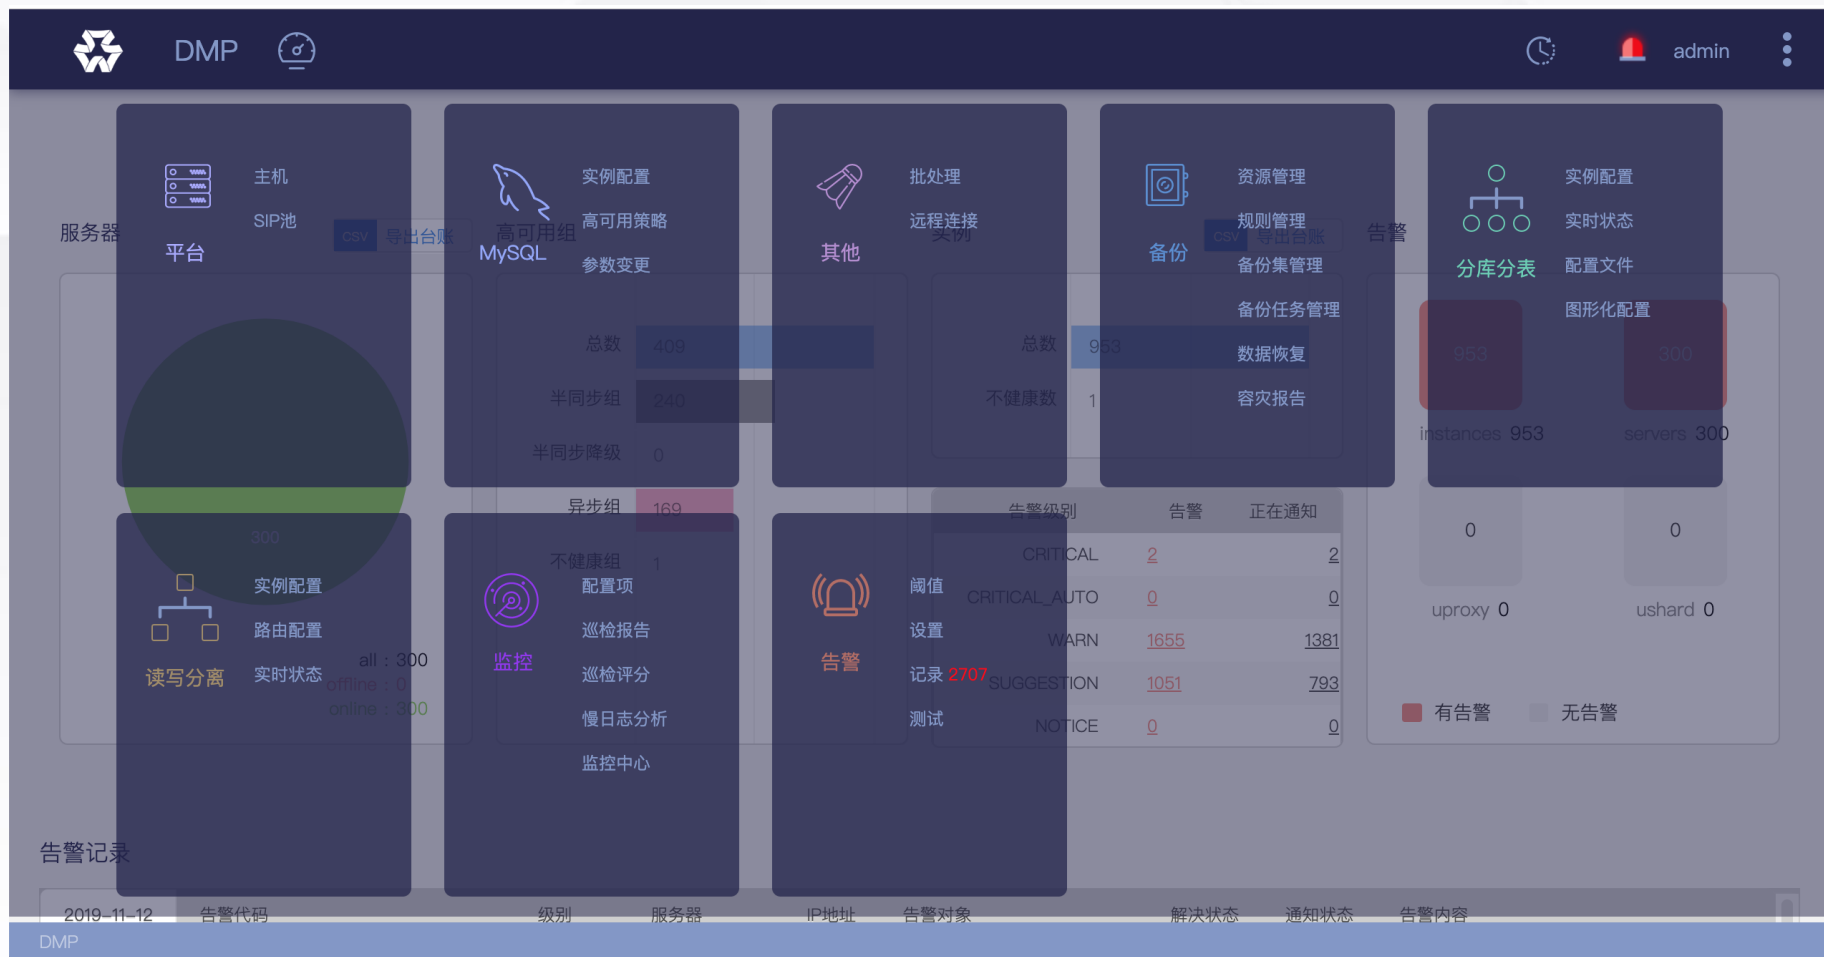 DMP
admin
主机
SIP池
平台
实例配置
高可用策略
参数变更
MySQL
批处理
远程连接
其他
资源管理
规则管理
备份集管理
备份任务管理
数据恢复
容灾报告
备份
实例配置
实时状态
配置文件
图形化配置
分库分表
服务器
CSV 导出台账
高可用组
实例
CSV 导出台账
告警
总数 409
半同步组 240
半同步降级 0
异步组 169
不健康组 1
总数 953
不健康数 1
953
300
instances 953
servers 300
0
0
uproxy 0
ushard 0
有告警
无告警
300
all : 300
offline : 0
online : 300
告警级别 告警 正在通知
CRITICAL 2 2
CRITICAL_AUTO 0 0
WARN 1655 1381
SUGGESTION 1051 793
NOTICE 0 0
实例配置
路由配置
实时状态
读写分离
配置项
巡检报告
巡检评分
慢日志分析
监控中心
监控
阈值
设置
记录 2707
测试
告警
告警记录
2019-11-12 告警代码 级别 服务器 IP地址 告警对象 解决状态 通知状态 告警内容
DMP